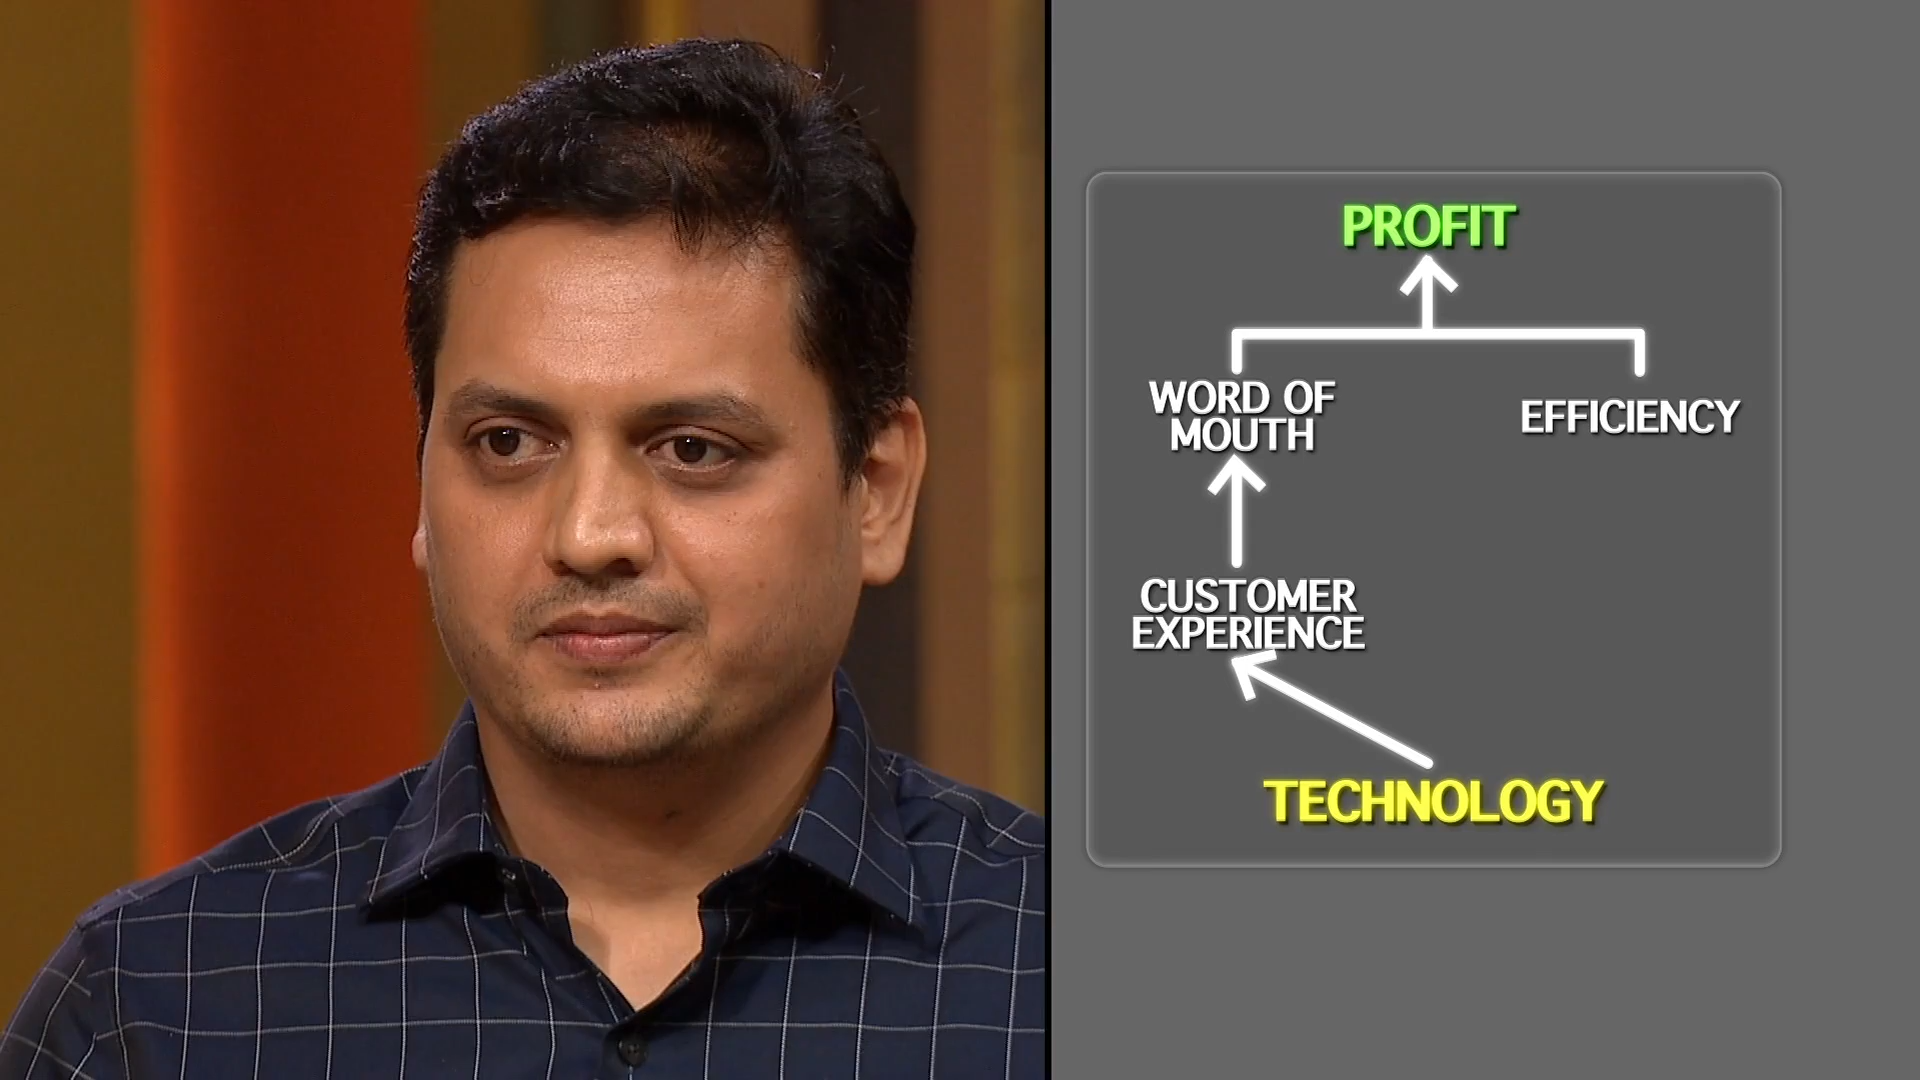 PROFIT
WORD OF
MOUTH
EFFICIENCY
CUSTOMER
EXPERIENCE
TECHNOLOGY